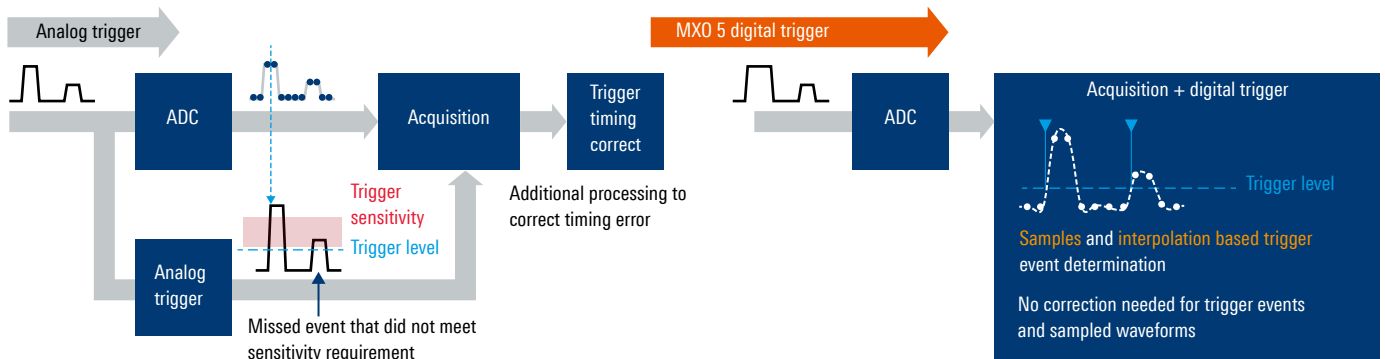 Analog trigger
ADC
Acquisition
Trigger
timing
correct
Trigger
sensitivity
Trigger level
Additional processing to
correct timing error
Analog
trigger
Missed event that did not meet
sensitivity requirement
MXO 5 digital trigger
ADC
Acquisition + digital trigger
Trigger level
Samples and interpolation based trigger
event determination
No correction needed for trigger events
and sampled waveforms